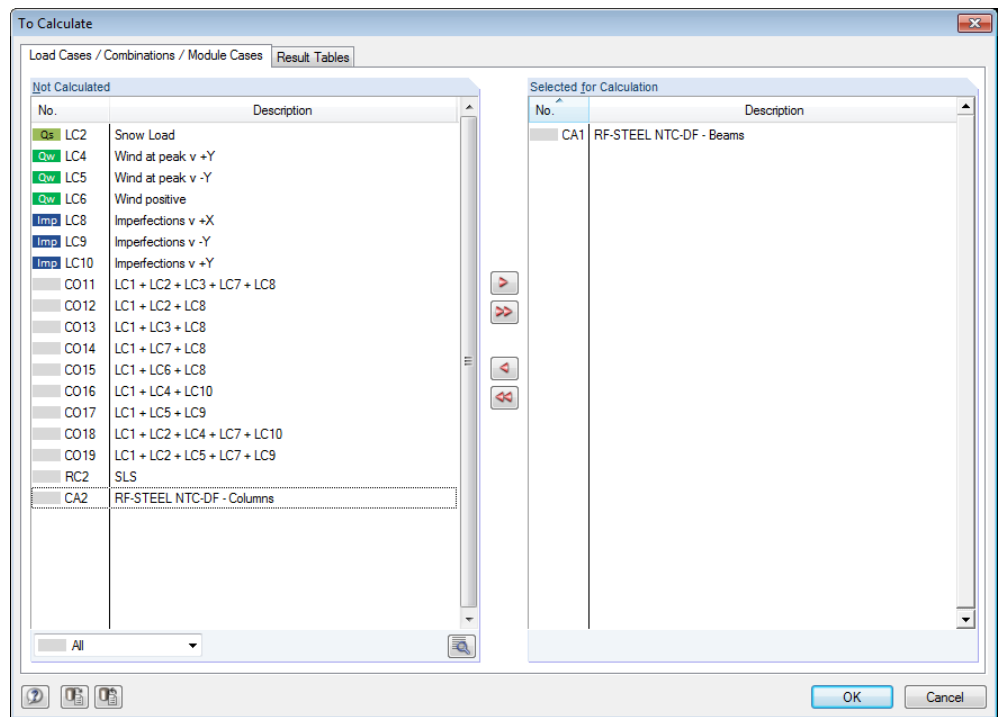 To Calculate
Load Cases / Combinations / Module Cases Result Tables
Not Calculated
No. Description
Qs LC2 Snow Load
Qw LC4 Wind at peak v +Y
Qw LC5 Wind at peak v -Y
Qw LC6 Wind positive
Imp LC8 Imperfections v +X
Imp LC9 Imperfections v -Y
Imp LC10 Imperfections v +Y
CO11 LC1 + LC2 + LC3 + LC7 + LC8
CO12 LC1 + LC2 + LC8
CO13 LC1 + LC3 + LC8
CO14 LC1 + LC7 + LC8
CO15 LC1 + LC6 + LC8
CO16 LC1 + LC4 + LC10
CO17 LC1 + LC5 + LC9
CO18 LC1 + LC2 + LC4 + LC7 + LC10
CO19 LC1 + LC2 + LC5 + LC7 + LC9
RC2 SLS
CA2 RF-STEEL NTC-DF - Columns
All
Selected for Calculation
No. Description
CA1 RF-STEEL NTC-DF - Beams
OK Cancel